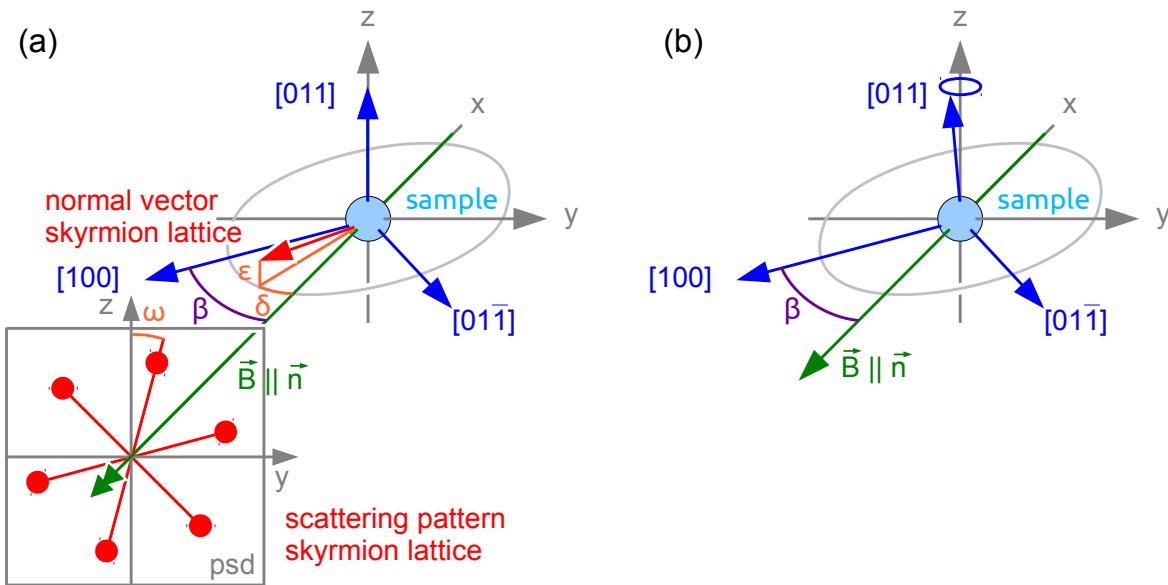 (a)
z
[011]
x
sample
y
normal vector
skyrmion lattice
[100]
ε
δ
β
[011̅]
z
ω
B⃗ || n⃗
y
scattering pattern
skyrmion lattice
psd
(b)
z
[011]
x
sample
y
[100]
β
[011̅]
B⃗ || n⃗